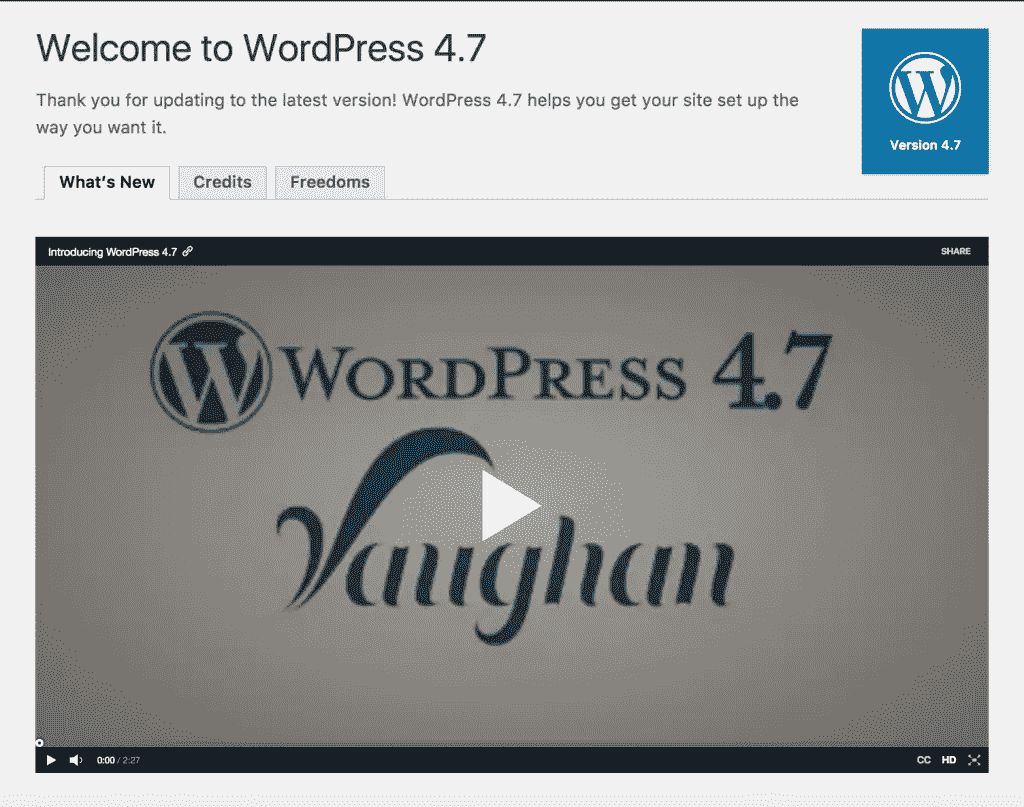 Welcome to WordPress 4.7
Thank you for updating to the latest version! WordPress 4.7 helps you get your site set up the
way you want it.
Version 4.7
What's New
Credits
Freedoms
Introducing WordPress 4.7
SHARE
WORDPRESS 4.7
Vaughan
0:00 / 2:27
CC
HD